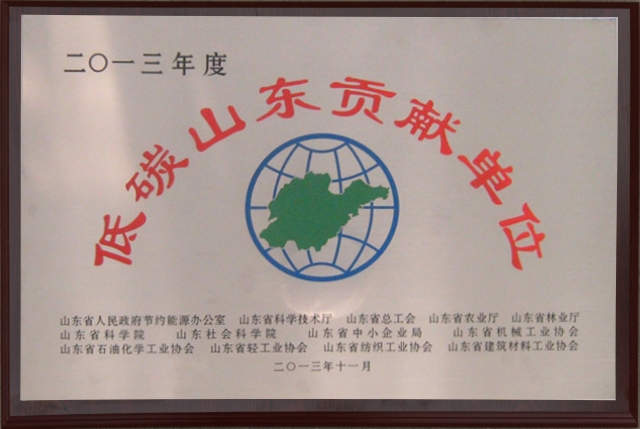 二〇一三年度
低碳山东贡献单位
山东省人民政府节约能源办公室 山东省科学技术厅 山东省总工会 山东省农业厅 山东省林业厅
山东省科学院 山东社会科学院 山东省中小企业局 山东省机械工业协会
山东省石油化学工业协会 山东省轻工业协会 山东省纺织工业协会 山东省建筑材料工业协会
二〇一三年十一月